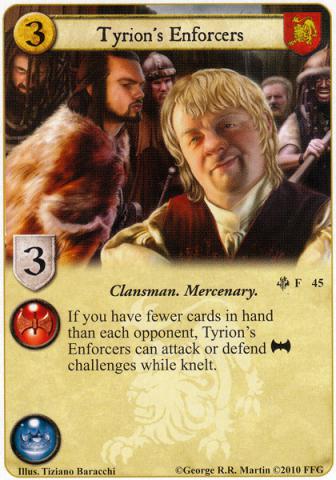 3
Tyrion's Enforcers
3
Clansman. Mercenary.
F 45
If you have fewer cards in hand
than each opponent, Tyrion's
Enforcers can attack or defend
challenges while knelt.
Illus. Tiziano Baracchi
©George R.R. Martin ©2010 FFG